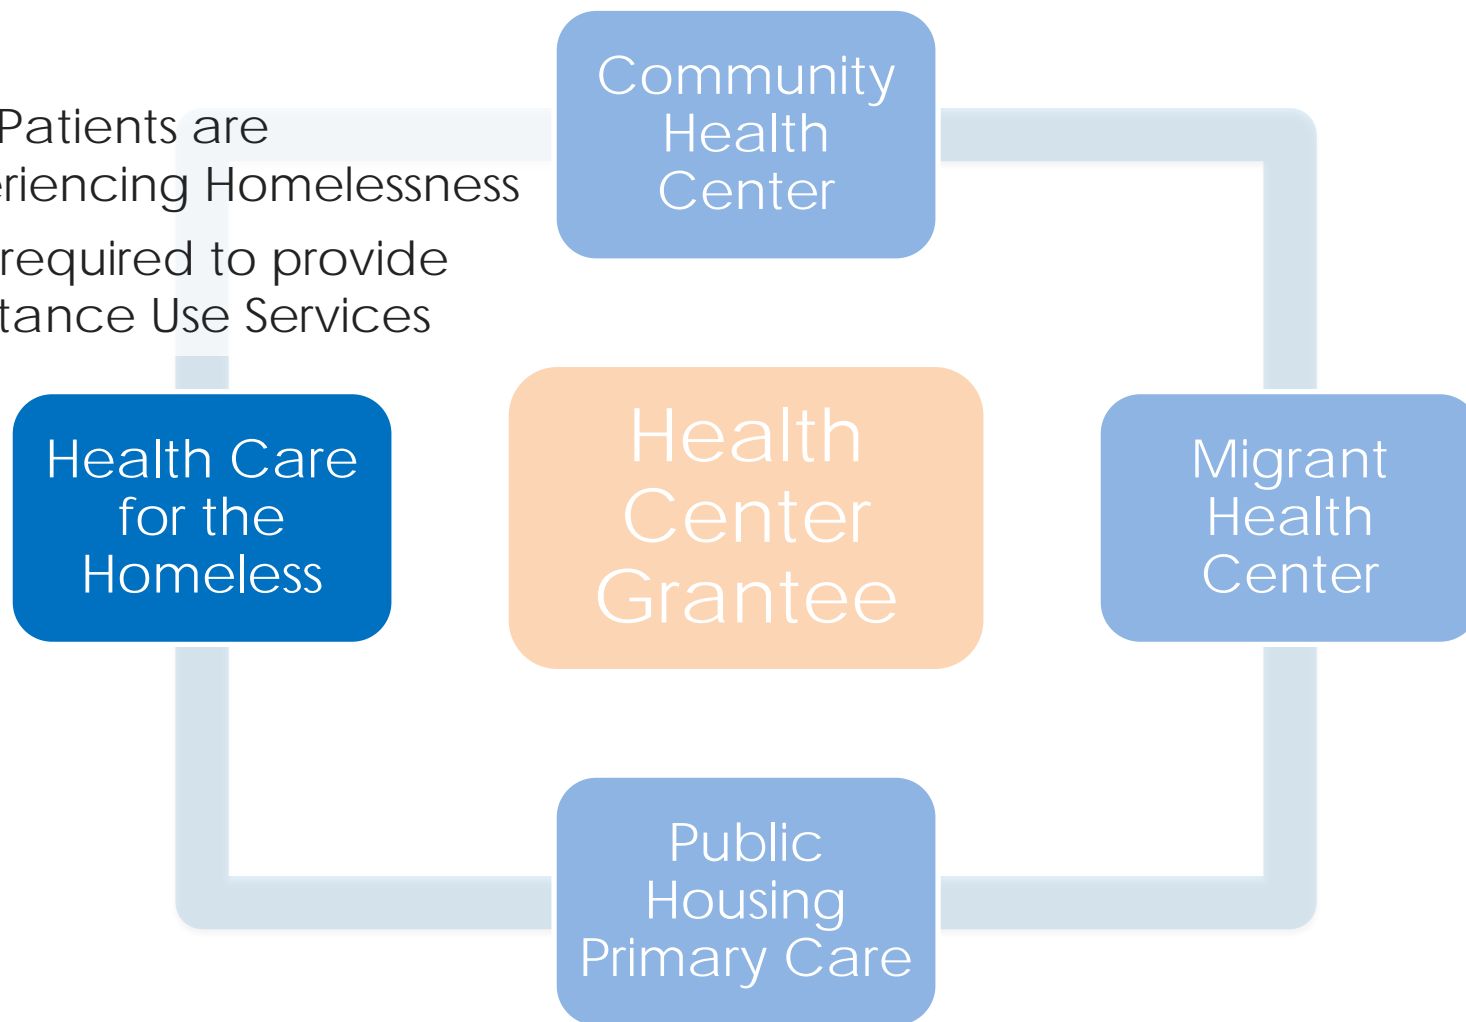 Patients are
eriencing Homelessness
required to provide
tance Use Services
Community
Health
Center
Health Care
for the
Homeless
Health
Center
Grantee
Migrant
Health
Center
Public
Housing
Primary Care